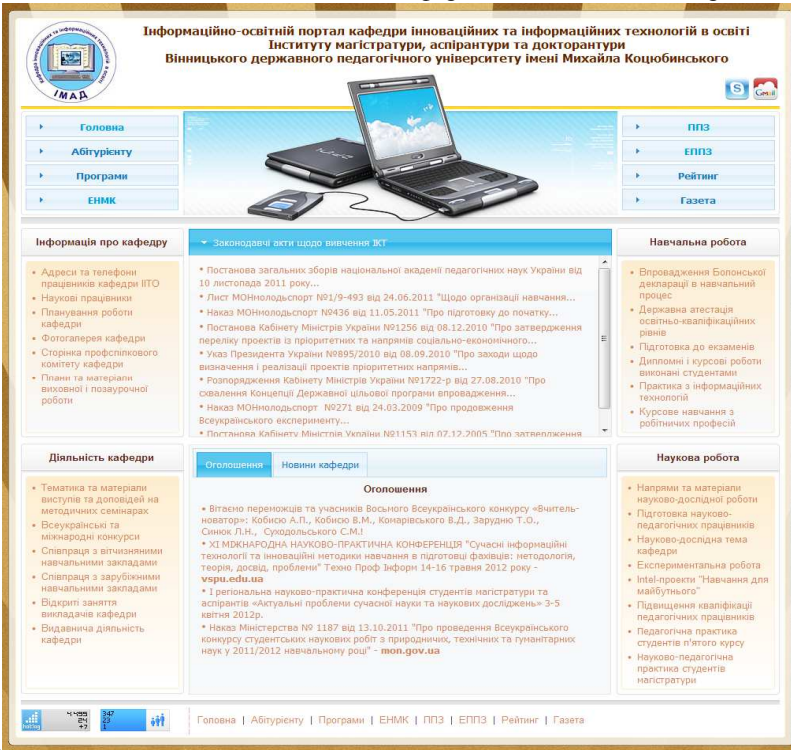 Інформаційно-освітній портал кафедри інноваційних та інформаційних технологій в освіті
Інституту магістратури, аспірантури та докторантури
Вінницького державного педагогічного університету імені Михайла Коцюбинського
ІМАД
Gmail
Головна
Абітурієнту
Програми
ЕНМК
ППЗ
ЕППЗ
Рейтинг
Газета
Інформація про кафедру
• Адреси та телефони
працівників кафедри ІІТО
• Наукові працівники
• Планування роботи
кафедри
• Фотогалерея кафедри
• Сторінка профспілкового
комітету кафедри
• Плани та матеріали
виховної і позаурочної
роботи
Законодавчі акти щодо вивчення ІКТ
* Постанова загальних зборів національної академії педагогічних наук України від
10 листопада 2011 року...
* Лист МОНмолодьспорт №1/9-493 від 24.06.2011 "Щодо організації навчання...
* Наказ МОНмолодьспорт №436 від 11.05.2011 "Про підготовку до початку...
* Постанова Кабінету Міністрів України №1256 від 08.12.2010 "Про затвердження
переліку проектів із пріоритетних та напрямів соціально-економічного...
* Указ Президента України №895/2010 від 08.09.2010 "Про заходи щодо
визначення і реалізації проектів пріоритетних напрямів...
* Розпорядження Кабінету Міністрів України №1722-р від 27.08.2010 "Про
схвалення Концепції Державної цільової програми впровадження...
* Наказ МОНмолодьспорт №271 від 24.03.2009 "Про продовження
Всеукраїнського експерименту...
* Постанова Кабінету Міністрів України №1153 від 07.12.2005 "Про затвердження
Навчальна робота
• Впровадження Болонської
декларації в навчальний
процес
• Державна атестація
освітньо-кваліфікаційних
рівнів
• Підготовка до екзаменів
• Дипломні і курсові роботи
виконані студентами
• Практика з інформаційних
технологій
• Курсове навчання з
робітничих професій
Діяльність кафедри
• Тематика та матеріали
виступів та доповідей на
методичних семінарах
• Всеукраїнські та
міжнародні конкурси
• Співпраця з вітчизняними
навчальними закладами
• Співпраця з зарубіжними
навчальними закладами
• Відкриті заняття
викладачів кафедри
• Видавнича діяльність
кафедри
Оголошення
Новини кафедри
Оголошення
• Вітаємо переможців та учасників Восьмого Всеукраїнського конкурсу «Вчитель-
новатор»: Кобисю А.П., Кобисю В.М., Комарівського В.Д., Зарудню Т.О.,
Синюк Л.Н., Суходольського С.М.!
• XI МІЖНАРОДНА НАУКОВО-ПРАКТИЧНА КОНФЕРЕНЦІЯ "Сучасні інформаційні
технології та інноваційні методики навчання в підготовці фахівців: методологія,
теорія, досвід, проблеми" Техно Проф Інформ 14-16 травня 2012 року -
vspu.edu.ua
• I регіональна науково-практична конференція студентів магістратури та
аспірантів «Актуальні проблеми сучасної науки та наукових досліджень» 3-5
квітня 2012р.
• Наказ Міністерства № 1187 від 13.10.2011 "Про проведення Всеукраїнського
конкурсу студентських наукових робіт з природничих, технічних та гуманітарних
наук у 2011/2012 навчальному році" - mon.gov.ua
Наукова робота
• Напрями та матеріали
науково-дослідної роботи
• Підготовка науково-
педагогічних працівників
• Науково-дослідна тема
кафедри
• Експериментальна робота
• Intel-проекти "Навчання для
майбутнього"
• Підвищення кваліфікації
педагогічних працівників
• Педагогічна практика
студентів п'ятого курсу
• Науково-педагогічна
практика студентів
магістратури
347
23
1
Головна | Абітурієнту | Програми | ЕНМК | ППЗ | ЕППЗ | Рейтинг | Газета